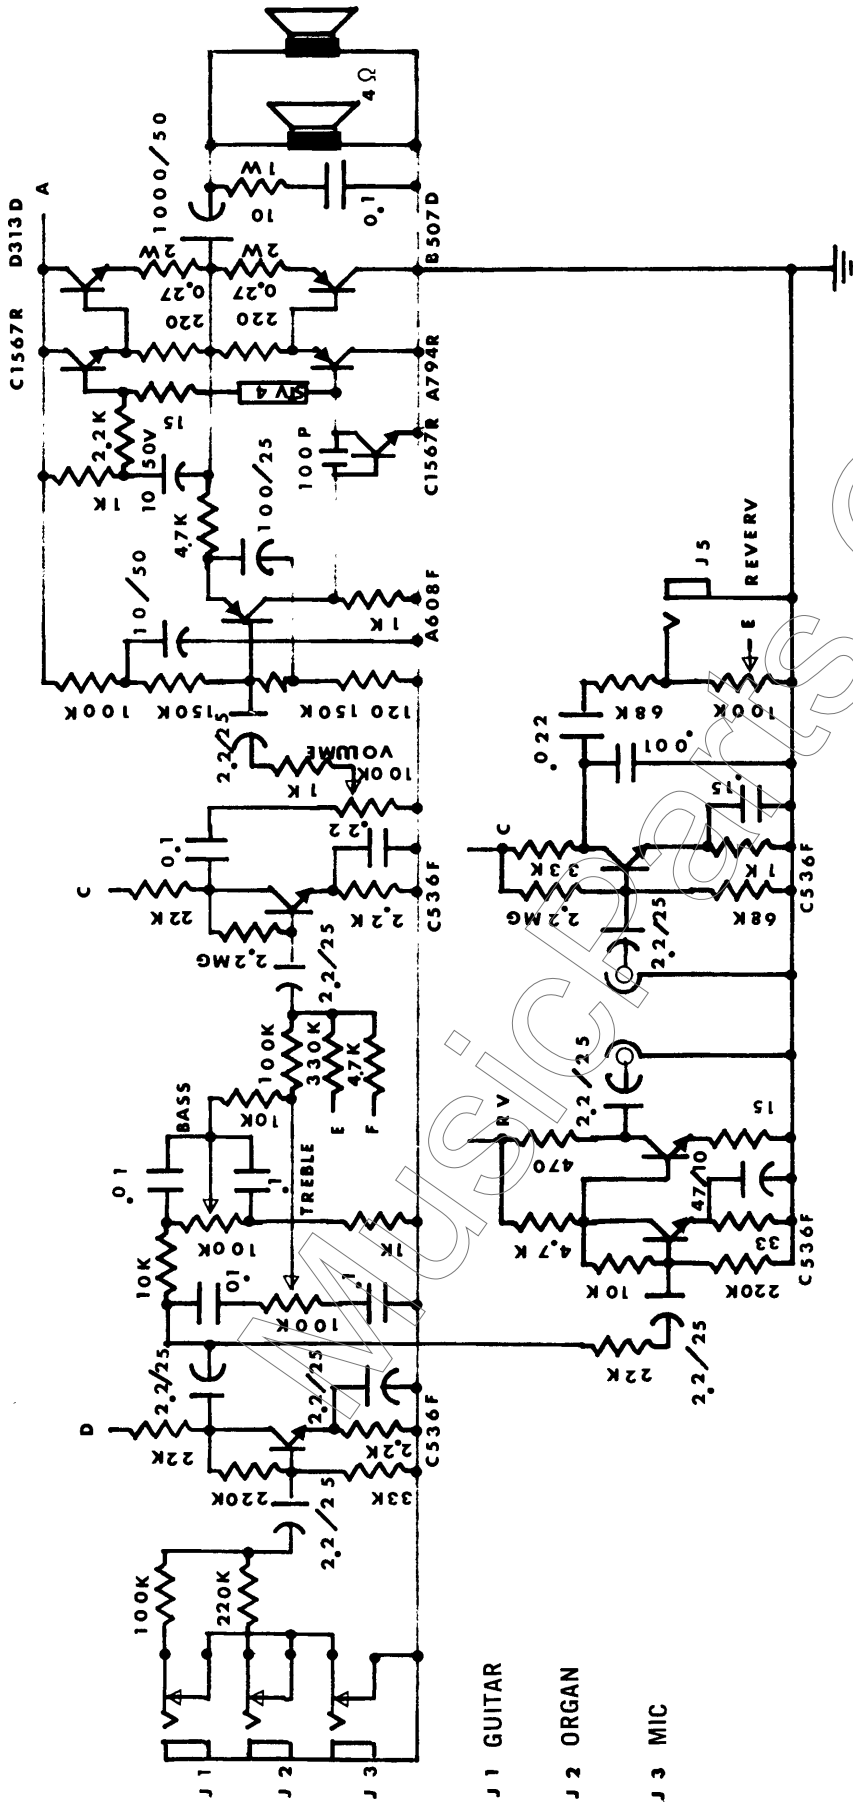 J1
J2
J3
100K
220K
2.2/25
220K
33K
D
22K
2.2K
2.2/25
C536F
2.2/25
10K
.01
100K
.1
TREBLE
.01
BASS
100K
.1
1K
10K
100K
330K
4.7K
E
F
2.2/25
2.2MG
C
22K
2.2K
.22
C536F
0.1
100K
VOLUME
1K
2.2/25
100K
150K
150K
120
10/50
A608F
1K
4.7K
100/25
1K
10 50V
2.2K
100P
C1567R
15
SV4
C1567R
A794R
220
220
D313D
A
0.27
2W
0.27
2W
B507D
1000/50
10
1W
0.1
4Ω
J1 GUITAR
J2 ORGAN
J3 MIC
22K
2.2/25
10K
220K
4.7K
33
47/10
C536F
RV
470
15
2.2/25
2.2/25
2.2MG
68K
C
33K
1K
.15
C536F
.022
.001
68K
100K
E
REVERV
J5
MusicParts